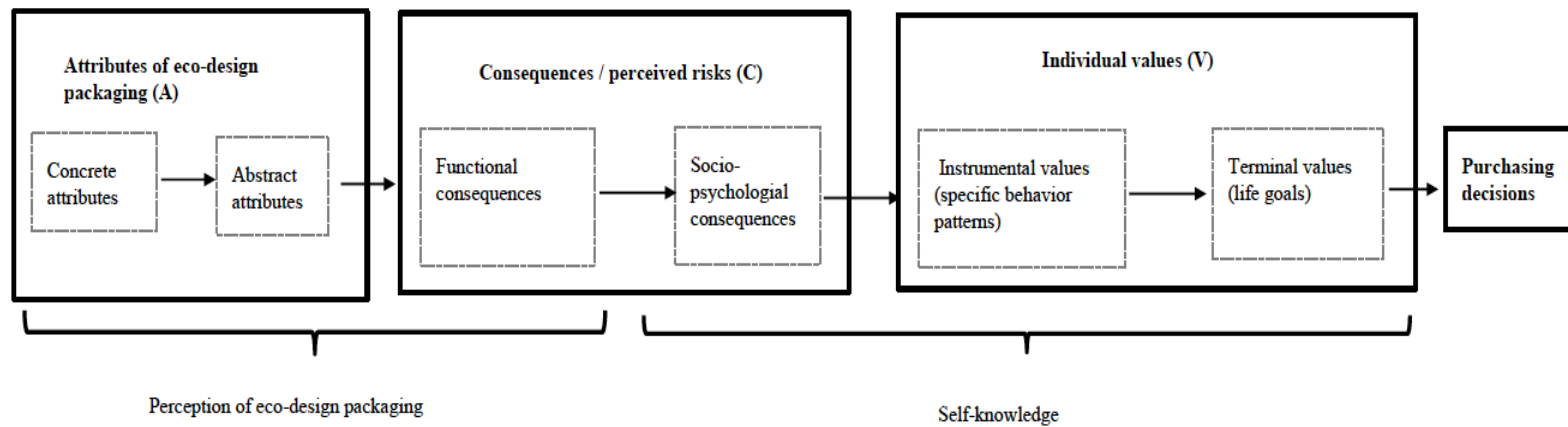 Attributes of eco-design
packaging (A)
Concrete
attributes
Abstract
attributes
Consequences / perceived risks (C)
Functional
consequences
Socio-
psychologial
consequences
Individual values (V)
Instrumental values
(specific behavior
patterns)
Terminal values
(life goals)
Purchasing
decisions
Perception of eco-design packaging
Self-knowledge